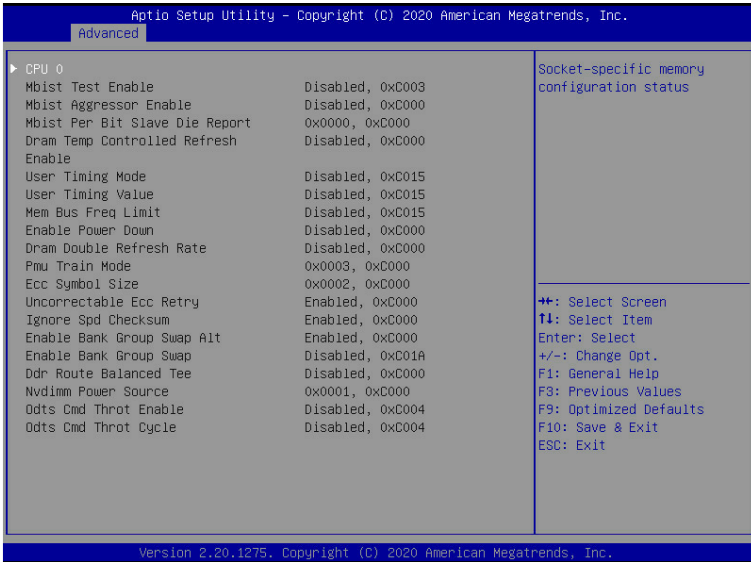 Aptio Setup Utility – Copyright (C) 2020 American Megatrends, Inc.
Advanced
▶ CPU 0
Mbist Test Enable Disabled, 0xC003
Mbist Aggressor Enable Disabled, 0xC000
Mbist Per Bit Slave Die Report 0x0000, 0xC000
Dram Temp Controlled Refresh Disabled, 0xC000
Enable
User Timing Mode Disabled, 0xC015
User Timing Value Disabled, 0xC015
Mem Bus Freq Limit Disabled, 0xC015
Enable Power Down Disabled, 0xC000
Dram Double Refresh Rate Disabled, 0xC000
Pmu Train Mode 0x0003, 0xC000
Ecc Symbol Size 0x0002, 0xC000
Uncorrectable Ecc Retry Enabled, 0xC000
Ignore Spd Checksum Enabled, 0xC000
Enable Bank Group Swap Alt Enabled, 0xC000
Enable Bank Group Swap Disabled, 0xC01A
Ddr Route Balanced Tee Disabled, 0xC000
Nvdimm Power Source 0x0001, 0xC000
Odts Cmd Throt Enable Disabled, 0xC004
Odts Cmd Throt Cycle Disabled, 0xC004
Socket-specific memory
configuration status
→←: Select Screen
↑↓: Select Item
Enter: Select
+/-: Change Opt.
F1: General Help
F3: Previous Values
F9: Optimized Defaults
F10: Save & Exit
ESC: Exit
Version 2.20.1275. Copyright (C) 2020 American Megatrends, Inc.